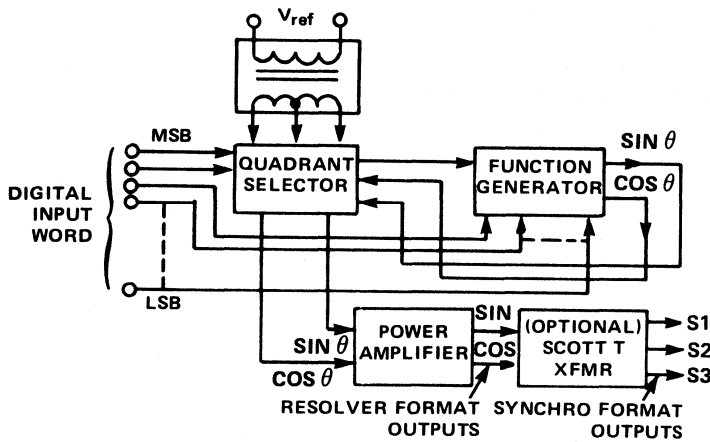 Vref
MSB
DIGITAL
INPUT
WORD
LSB
QUADRANT
SELECTOR
FUNCTION
GENERATOR
SIN θ
COS θ
SIN θ
COS θ
POWER
AMPLIFIER
SIN
COS
(OPTIONAL)
SCOTT T
XFMR
S1
S2
S3
RESOLVER FORMAT
OUTPUTS
SYNCHRO FORMAT
OUTPUTS